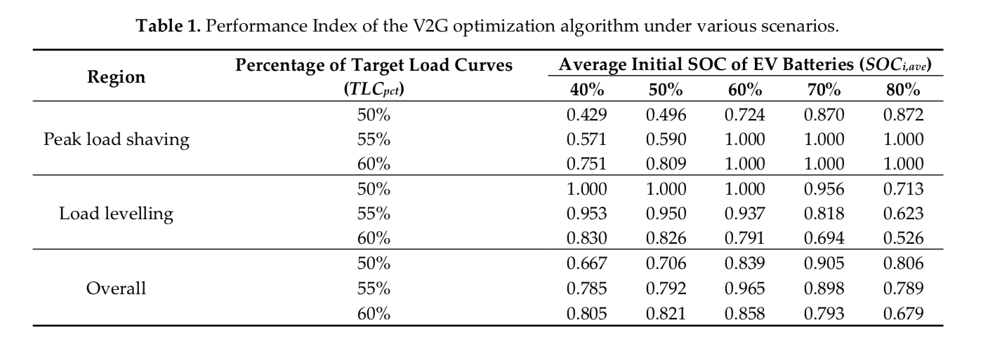 Table 1. Performance Index of the V2G optimization algorithm under various scenarios.
Region Percentage of Target Load Curves (TLCpct) Average Initial SOC of EV Batteries (SOCi,ave)
40% 50% 60% 70% 80%
Peak load shaving
50% 0.429 0.496 0.724 0.870 0.872
55% 0.571 0.590 1.000 1.000 1.000
60% 0.751 0.809 1.000 1.000 1.000
Load levelling
50% 1.000 1.000 1.000 0.956 0.713
55% 0.953 0.950 0.937 0.818 0.623
60% 0.830 0.826 0.791 0.694 0.526
Overall
50% 0.667 0.706 0.839 0.905 0.806
55% 0.785 0.792 0.965 0.898 0.789
60% 0.805 0.821 0.858 0.793 0.679